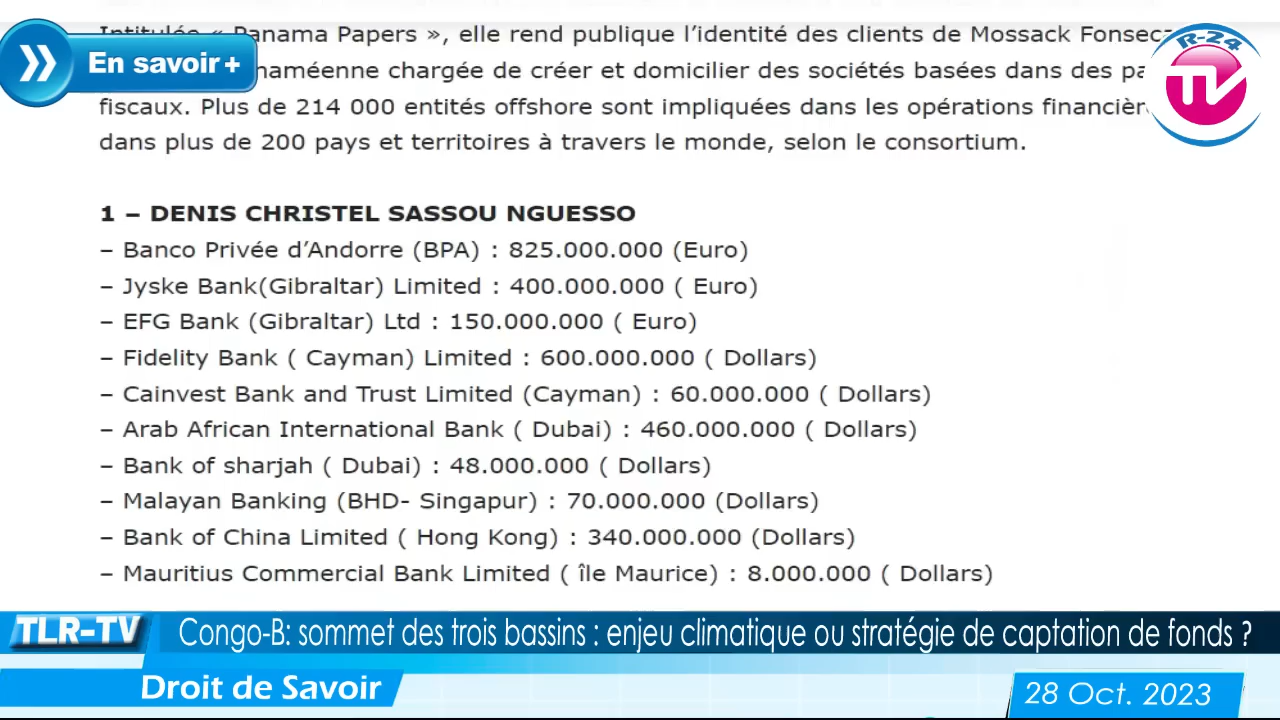 Intitulée « Panama Papers », elle rend publique l'identité des clients de Mossack Fonseca
En savoir +
naméenne chargée de créer et domicilier des sociétés basées dans des pa
fiscaux. Plus de 214 000 entités offshore sont impliquées dans les opérations financièr
dans plus de 200 pays et territoires à travers le monde, selon le consortium.
R-24
TV
1 – DENIS CHRISTEL SASSOU NGUESSO
– Banco Privée d'Andorre (BPA) : 825.000.000 (Euro)
– Jyske Bank(Gibraltar) Limited : 400.000.000 ( Euro)
– EFG Bank (Gibraltar) Ltd : 150.000.000 ( Euro)
– Fidelity Bank ( Cayman) Limited : 600.000.000 ( Dollars)
– Cainvest Bank and Trust Limited (Cayman) : 60.000.000 ( Dollars)
– Arab African International Bank ( Dubai) : 460.000.000 ( Dollars)
– Bank of sharjah ( Dubai) : 48.000.000 ( Dollars)
– Malayan Banking (BHD- Singapur) : 70.000.000 (Dollars)
– Bank of China Limited ( Hong Kong) : 340.000.000 (Dollars)
– Mauritius Commercial Bank Limited ( île Maurice) : 8.000.000 ( Dollars)
TLR-TV
Congo-B: sommet des trois bassins : enjeu climatique ou stratégie de captation de fonds ?
Droit de Savoir
28 Oct. 2023